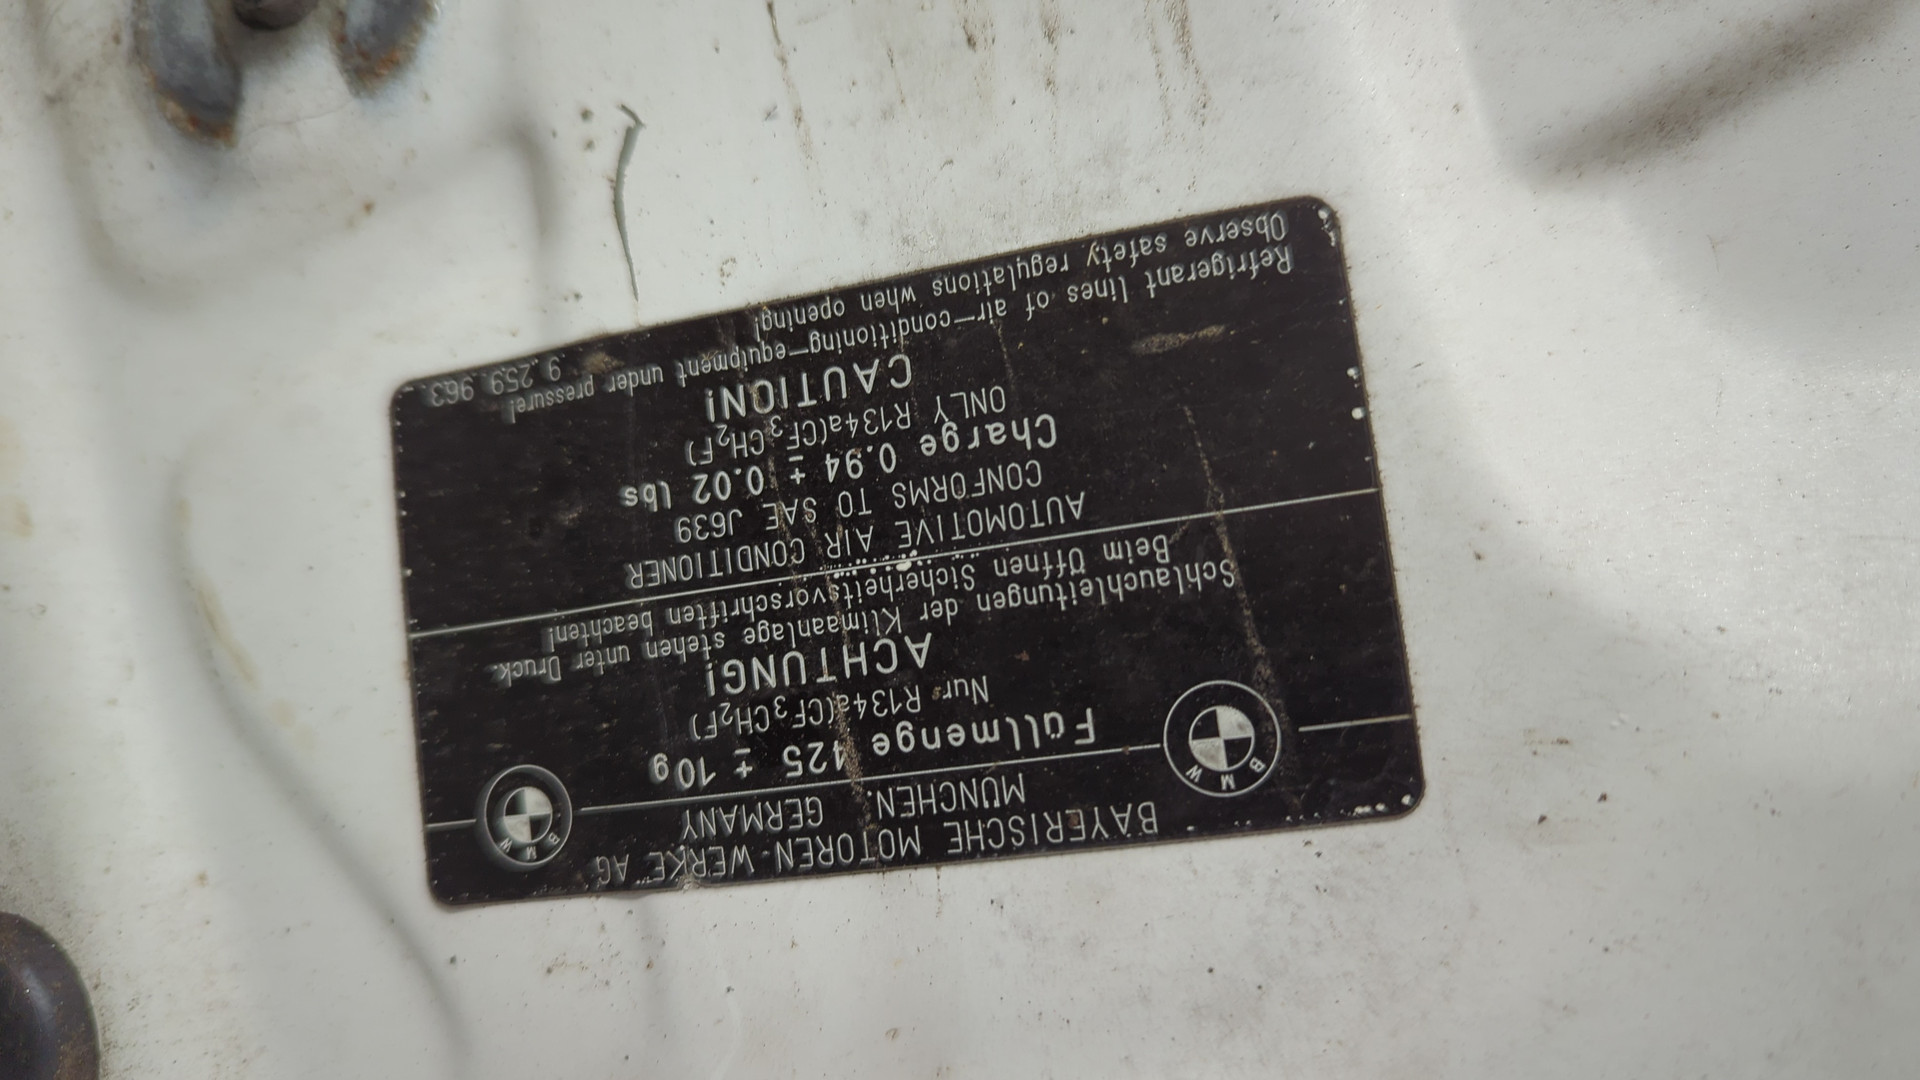 BAYERISCHE MOTOREN-WERKE AG
MÜNCHEN. GERMANY
BMW
BMW
Füllmenge 425 ± 10g
Nur R134a(CF3CH2F)
ACHTUNG!
Schlauchleitungen der Klimaanlage stehen unter Druck.
Beim Öffnen Sicherheitsvorschriften beachten!
AUTOMOTIVE AIR CONDITIONER
CONFORMS TO SAE J639
Charge 0.94 ± 0.02 lbs
ONLY R134a(CF3CH2F)
CAUTION!
Refrigerant lines of air-conditioning-equipment under pressure!
Observe safety regulations when opening!
9 259 963